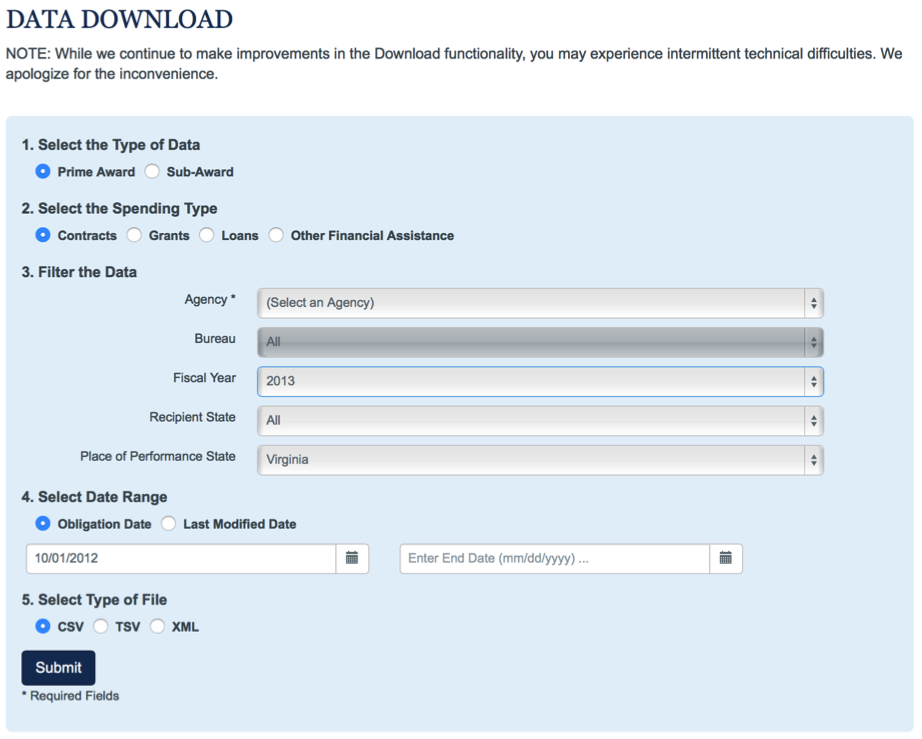 DATA DOWNLOAD
NOTE: While we continue to make improvements in the Download functionality, you may experience intermittent technical difficulties. We
apologize for the inconvenience.
1. Select the Type of Data
Prime Award Sub-Award
2. Select the Spending Type
Contracts Grants Loans Other Financial Assistance
3. Filter the Data
Agency * (Select an Agency)
Bureau All
Fiscal Year 2013
Recipient State All
Place of Performance State Virginia
4. Select Date Range
Obligation Date Last Modified Date
10/01/2012 Enter End Date (mm/dd/yyyy) ...
5. Select Type of File
CSV TSV XML
Submit
* Required Fields